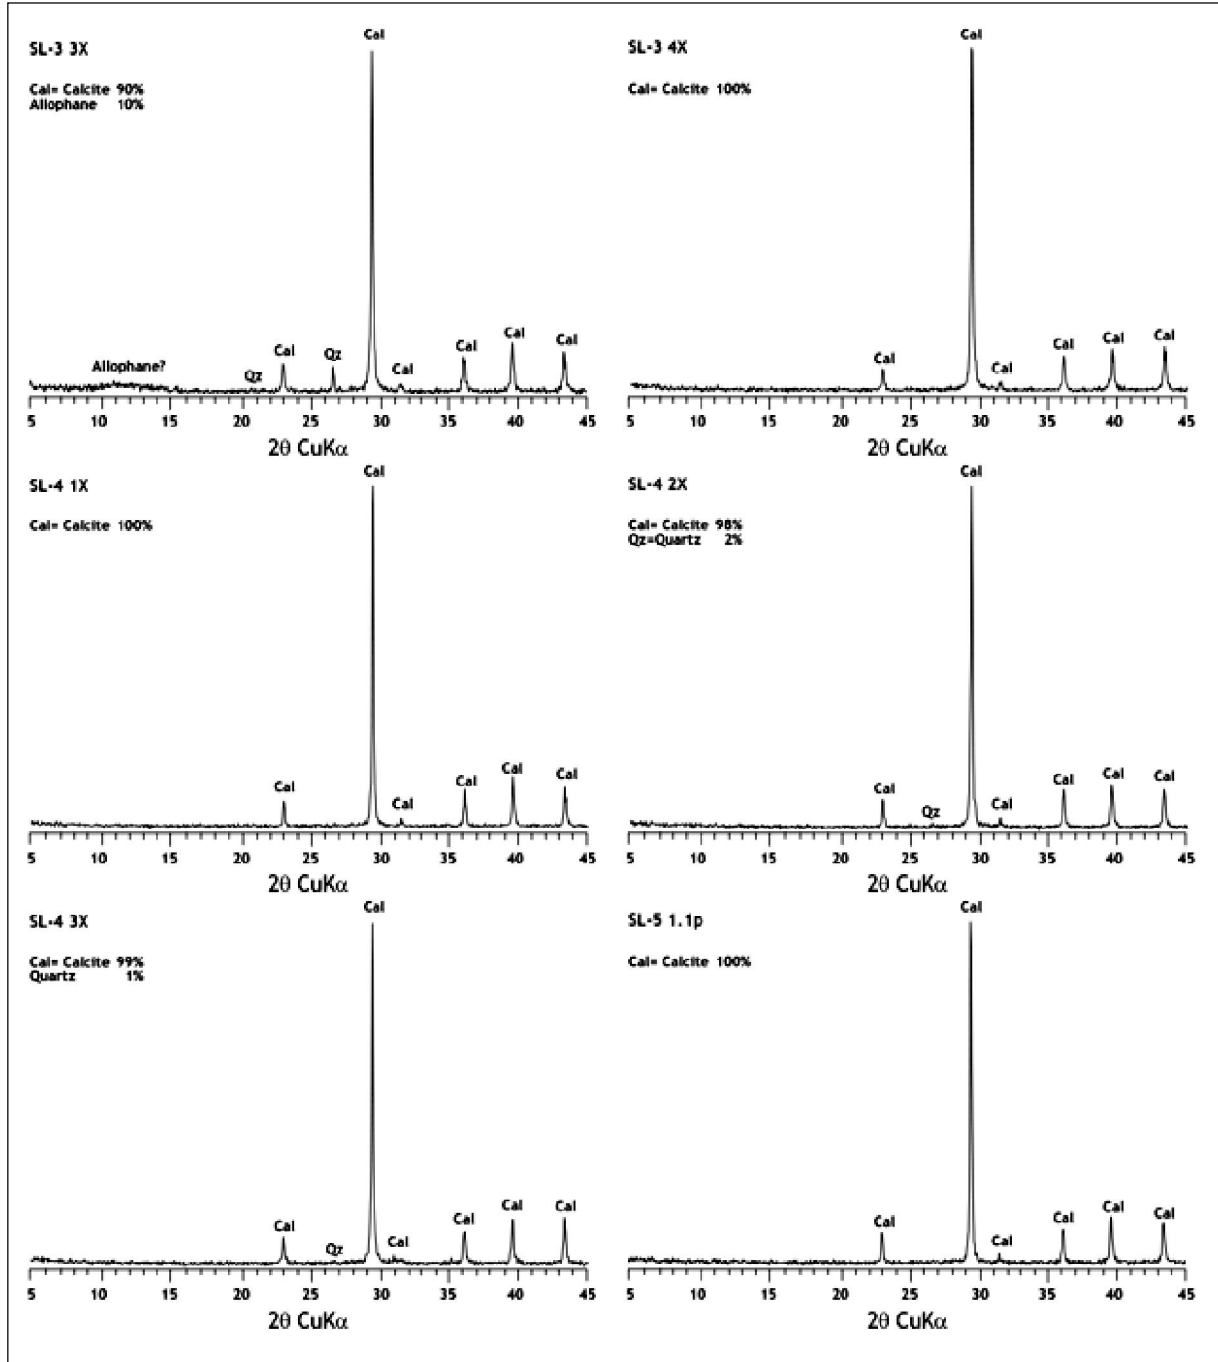 SL-3 3X
Cal= Calcite 90%
Allophane 10%
Cal
Allophane?
Qz
Cal
Qz
Cal
Cal
Cal
Cal
5 10 15 20 25 30 35 40 45
2θ CuKα
SL-3 4X
Cal= Calcite 100%
Cal
Cal
Cal
Cal
Cal
Cal
5 10 15 20 25 30 35 40 45
2θ CuKα
SL-4 1X
Cal= Calcite 100%
Cal
Cal
Cal
Cal
Cal
Cal
5 10 15 20 25 30 35 40 45
2θ CuKα
SL-4 2X
Cal= Calcite 98%
Qz=Quartz 2%
Cal
Cal
Qz
Cal
Cal
Cal
Cal
5 10 15 20 25 30 35 40 45
2θ CuKα
SL-4 3X
Cal= Calcite 99%
Quartz 1%
Cal
Cal
Qz
Cal
Cal
Cal
Cal
5 10 15 20 25 30 35 40 45
2θ CuKα
SL-5 1.1p
Cal= Calcite 100%
Cal
Cal
Cal
Cal
Cal
Cal
5 10 15 20 25 30 35 40 45
2θ CuKα